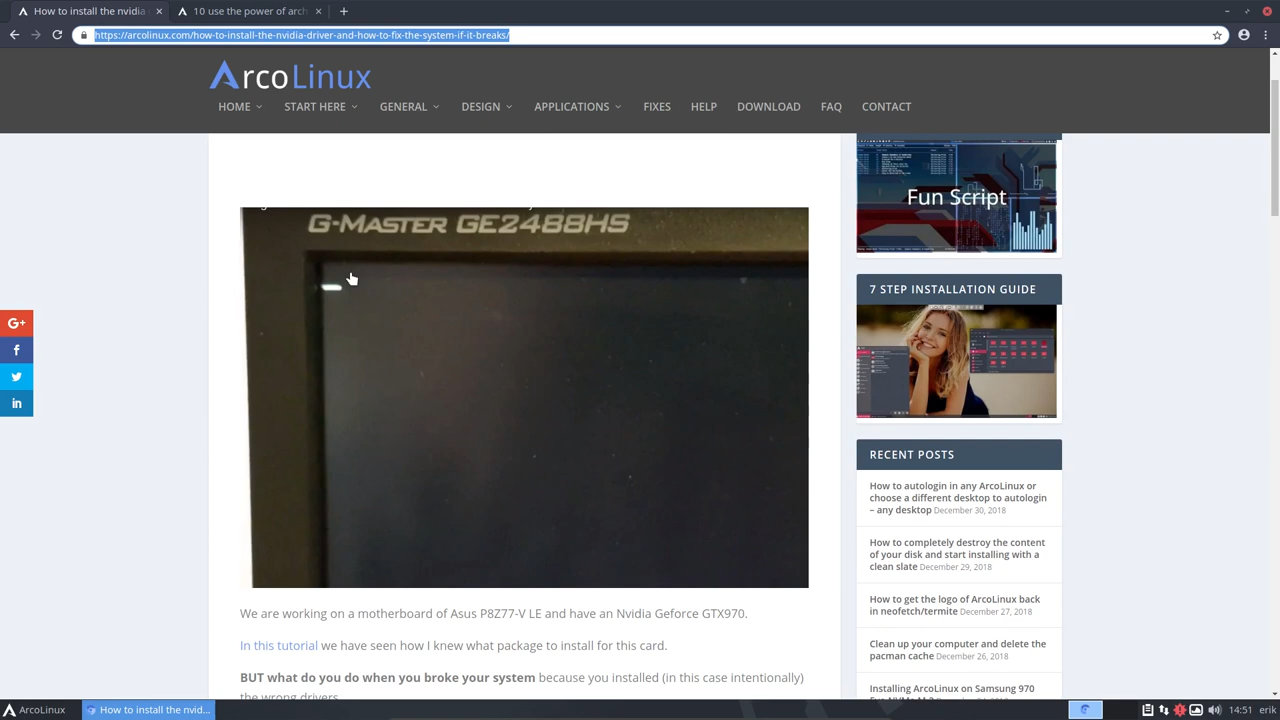 How to install the nvidia
10 use the power of arch
https://arcolinux.com/how-to-install-the-nvidia-driver-and-how-to-fix-the-system-if-it-breaks/
ArcoLinux
HOME
START HERE
GENERAL
DESIGN
APPLICATIONS
FIXES
HELP
DOWNLOAD
FAQ
CONTACT
G-MASTER GE2488HS
We are working on a motherboard of Asus P8Z77-V LE and have an Nvidia Geforce GTX970.
In this tutorial we have seen how I knew what package to install for this card.
BUT what do you do when you broke your system because you installed (in this case intentionally)
the wrong drivers
Fun Script
7 STEP INSTALLATION GUIDE
RECENT POSTS
How to autologin in any ArcoLinux or
choose a different desktop to autologin
– any desktop December 30, 2018
How to completely destroy the content
of your disk and start installing with a
clean slate December 29, 2018
How to get the logo of ArcoLinux back
in neofetch/termite December 27, 2018
Clean up your computer and delete the
pacman cache December 26, 2018
Installing ArcoLinux on Samsung 970
G+
f
in
ArcoLinux
How to install the nvid...
14:51
erik